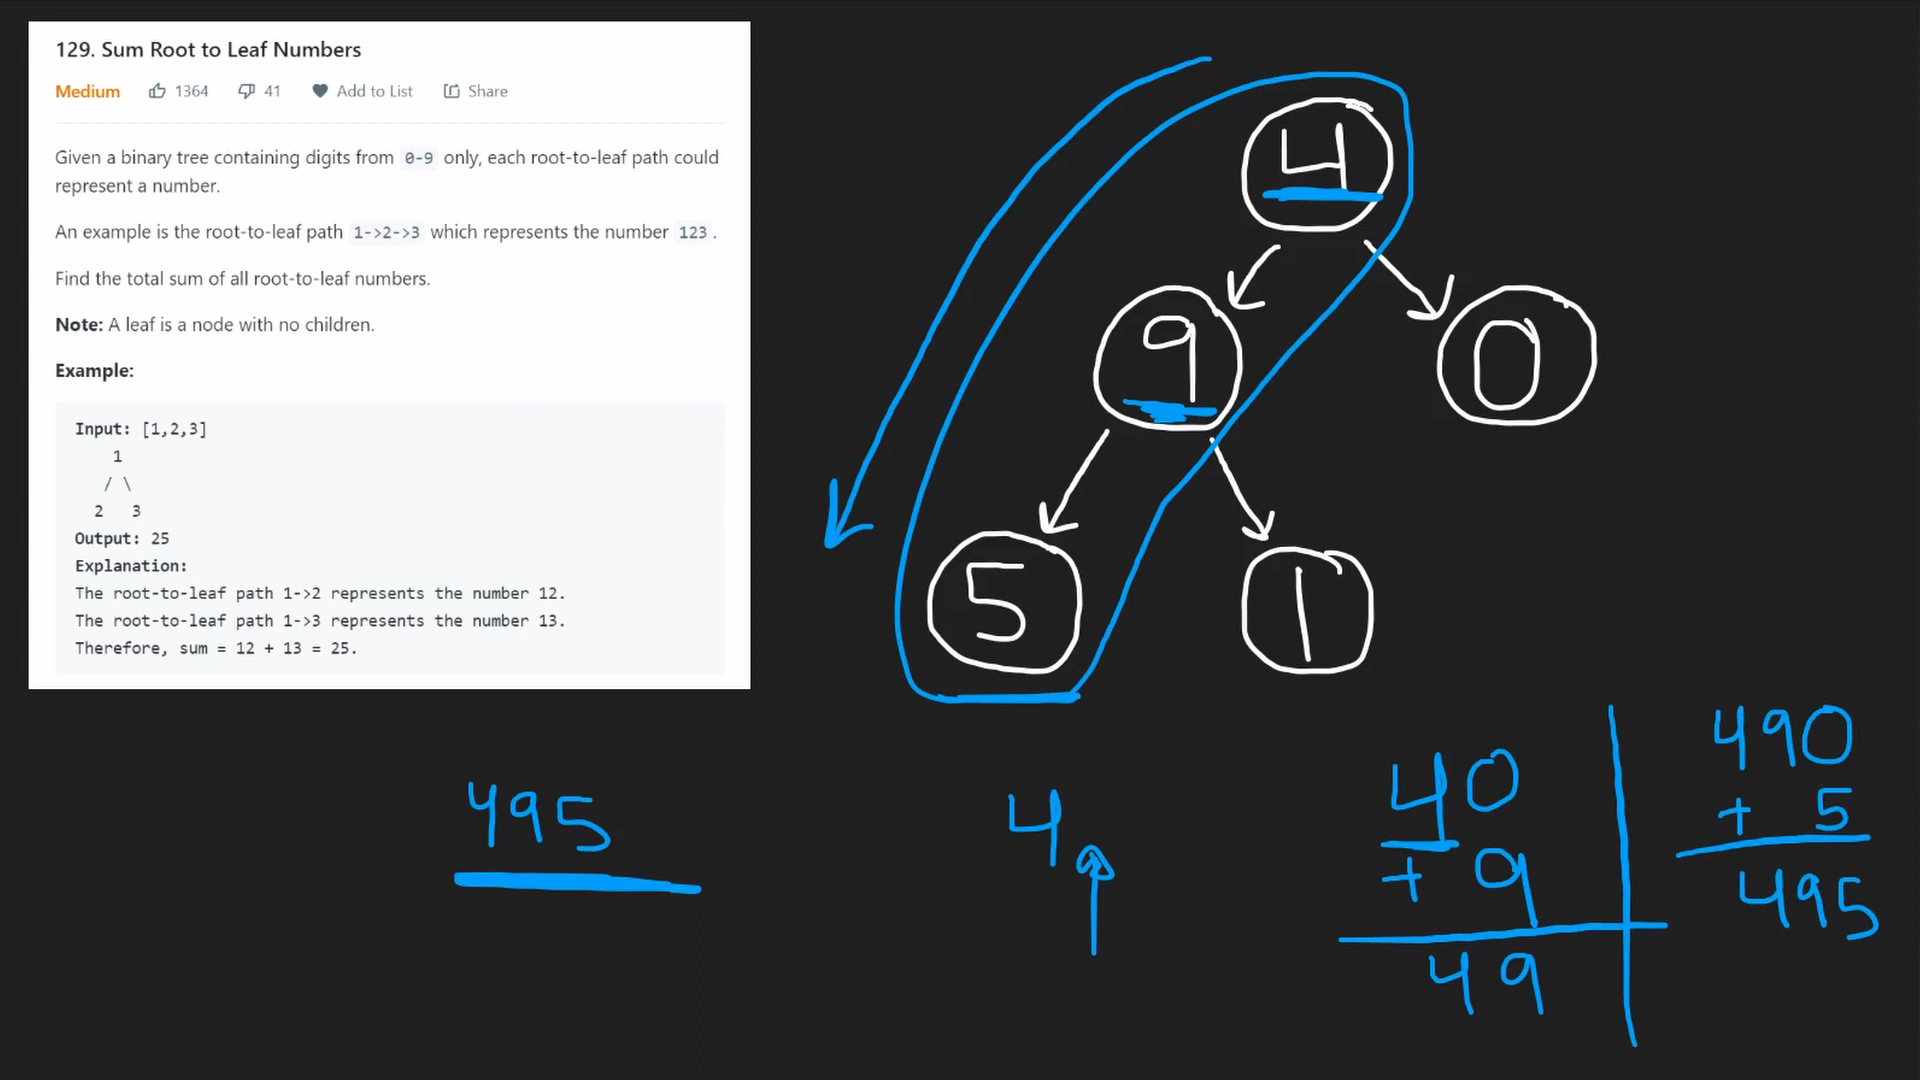 129. Sum Root to Leaf Numbers
Medium 1364 41 Add to List Share
Given a binary tree containing digits from 0-9 only, each root-to-leaf path could
represent a number.
An example is the root-to-leaf path 1->2->3 which represents the number 123.
Find the total sum of all root-to-leaf numbers.
Note: A leaf is a node with no children.
Example:
Input: [1,2,3]
1
/ \
2 3
Output: 25
Explanation:
The root-to-leaf path 1->2 represents the number 12.
The root-to-leaf path 1->3 represents the number 13.
Therefore, sum = 12 + 13 = 25.
4
9 0
5 1
495
4
40
+ 9
49
490
+ 5
495